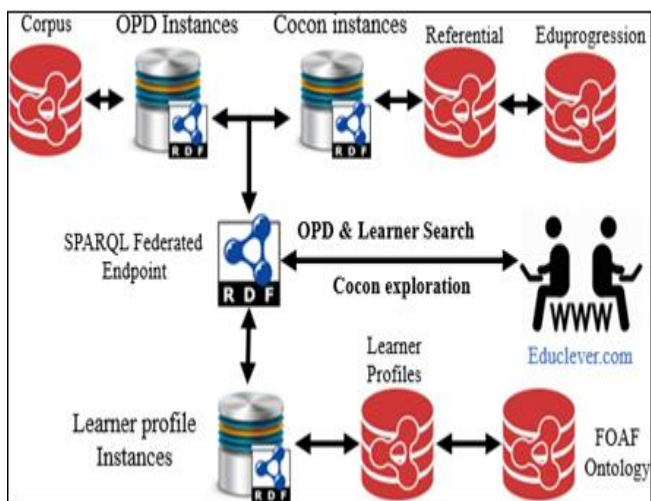 Corpus
OPD Instances
Cocon instances
Referential
Eduprogression
RDF
RDF
SPARQL Federated
Endpoint
RDF
OPD & Learner Search
Cocon exploration
WWW
Educlever.com
Learner
Profiles
Learner profile
Instances
RDF
FOAF
Ontology